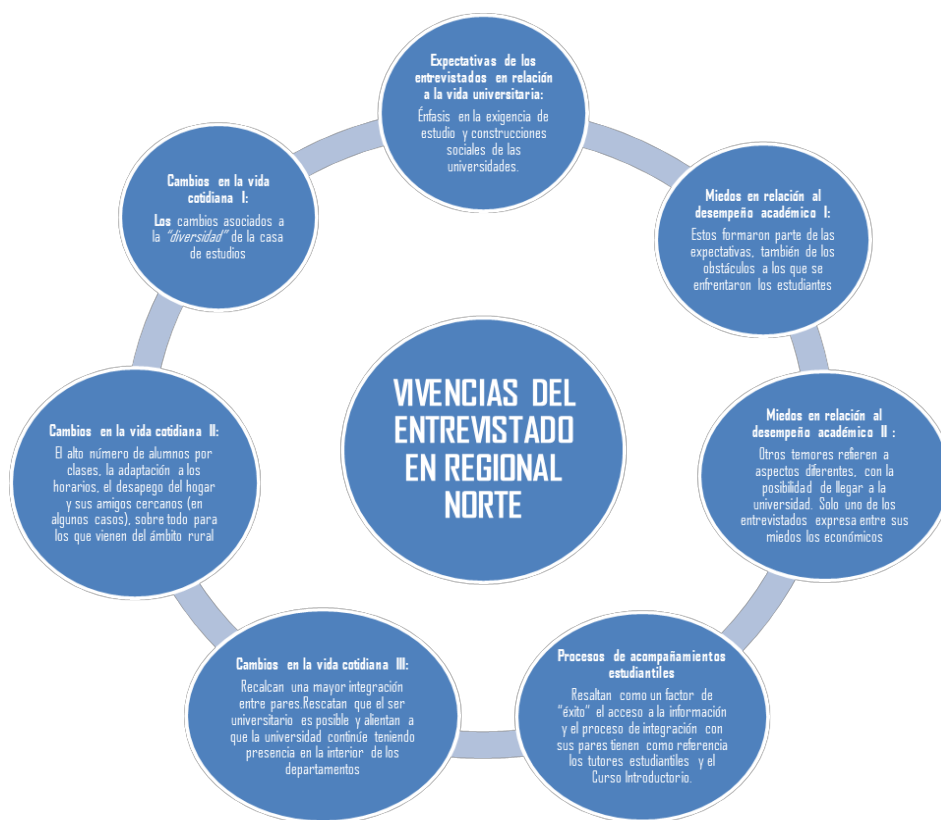 Expectativas de los
entrevistados en relación
a la vida universitaria:
Énfasis en la exigencia de
estudio y construcciones
sociales de las
universidades.
Miedos en relación al
desempeño académico I:
Estos formaron parte de las
expectativas, también de los
obstáculos a los que se
enfrentaron los estudiantes
Miedos en relación al
desempeño académico II :
Otros temores refieren a
aspectos diferentes, con la
posibilidad de llegar a la
universidad. Solo uno de los
entrevistados expresa entre sus
miedos los económicos
Procesos de acompañamientos
estudiantiles
Resaltan como un factor de
"éxito" el acceso a la información
y el proceso de integración con
sus pares tienen como referencia
los tutores estudiantiles y el
Curso Introductorio.
Cambios en la vida cotidiana III:
Recalcan una mayor integración
entre pares.Rescatan que el ser
universitario es posible y alientan a
que la universidad continúe teniendo
presencia en la interior de los
departamentos
Cambios en la vida cotidiana II:
El alto número de alumnos por
clases, la adaptación a los
horarios, el desapego del hogar
y sus amigos cercanos (en
algunos casos), sobre todo para
los que vienen del ámbito rural
Cambios en la vida
cotidiana I:
Los cambios asociados a
la "diversidad" de la casa
de estudios
VIVENCIAS DEL
ENTREVISTADO
EN REGIONAL
NORTE